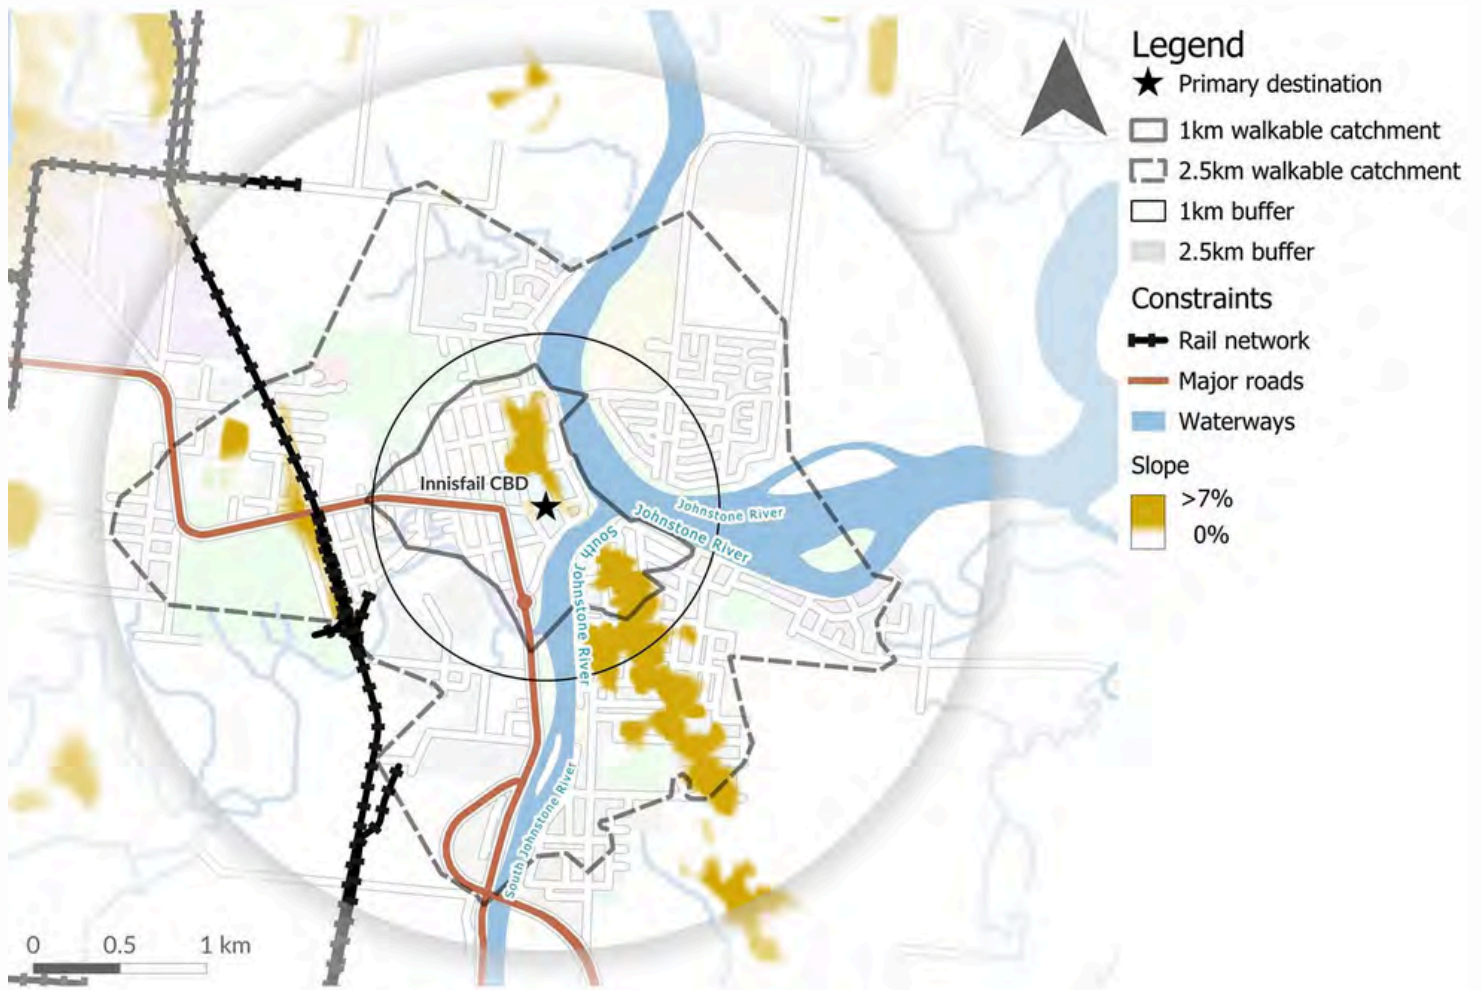 Legend
Primary destination
1km walkable catchment
2.5km walkable catchment
1km buffer
2.5km buffer
Constraints
Rail network
Major roads
Waterways
Slope
>7%
0%
Innisfail CBD
Johnstone River
Johnstone River
South Johnstone River
South Johnstone River
0 0.5 1 km